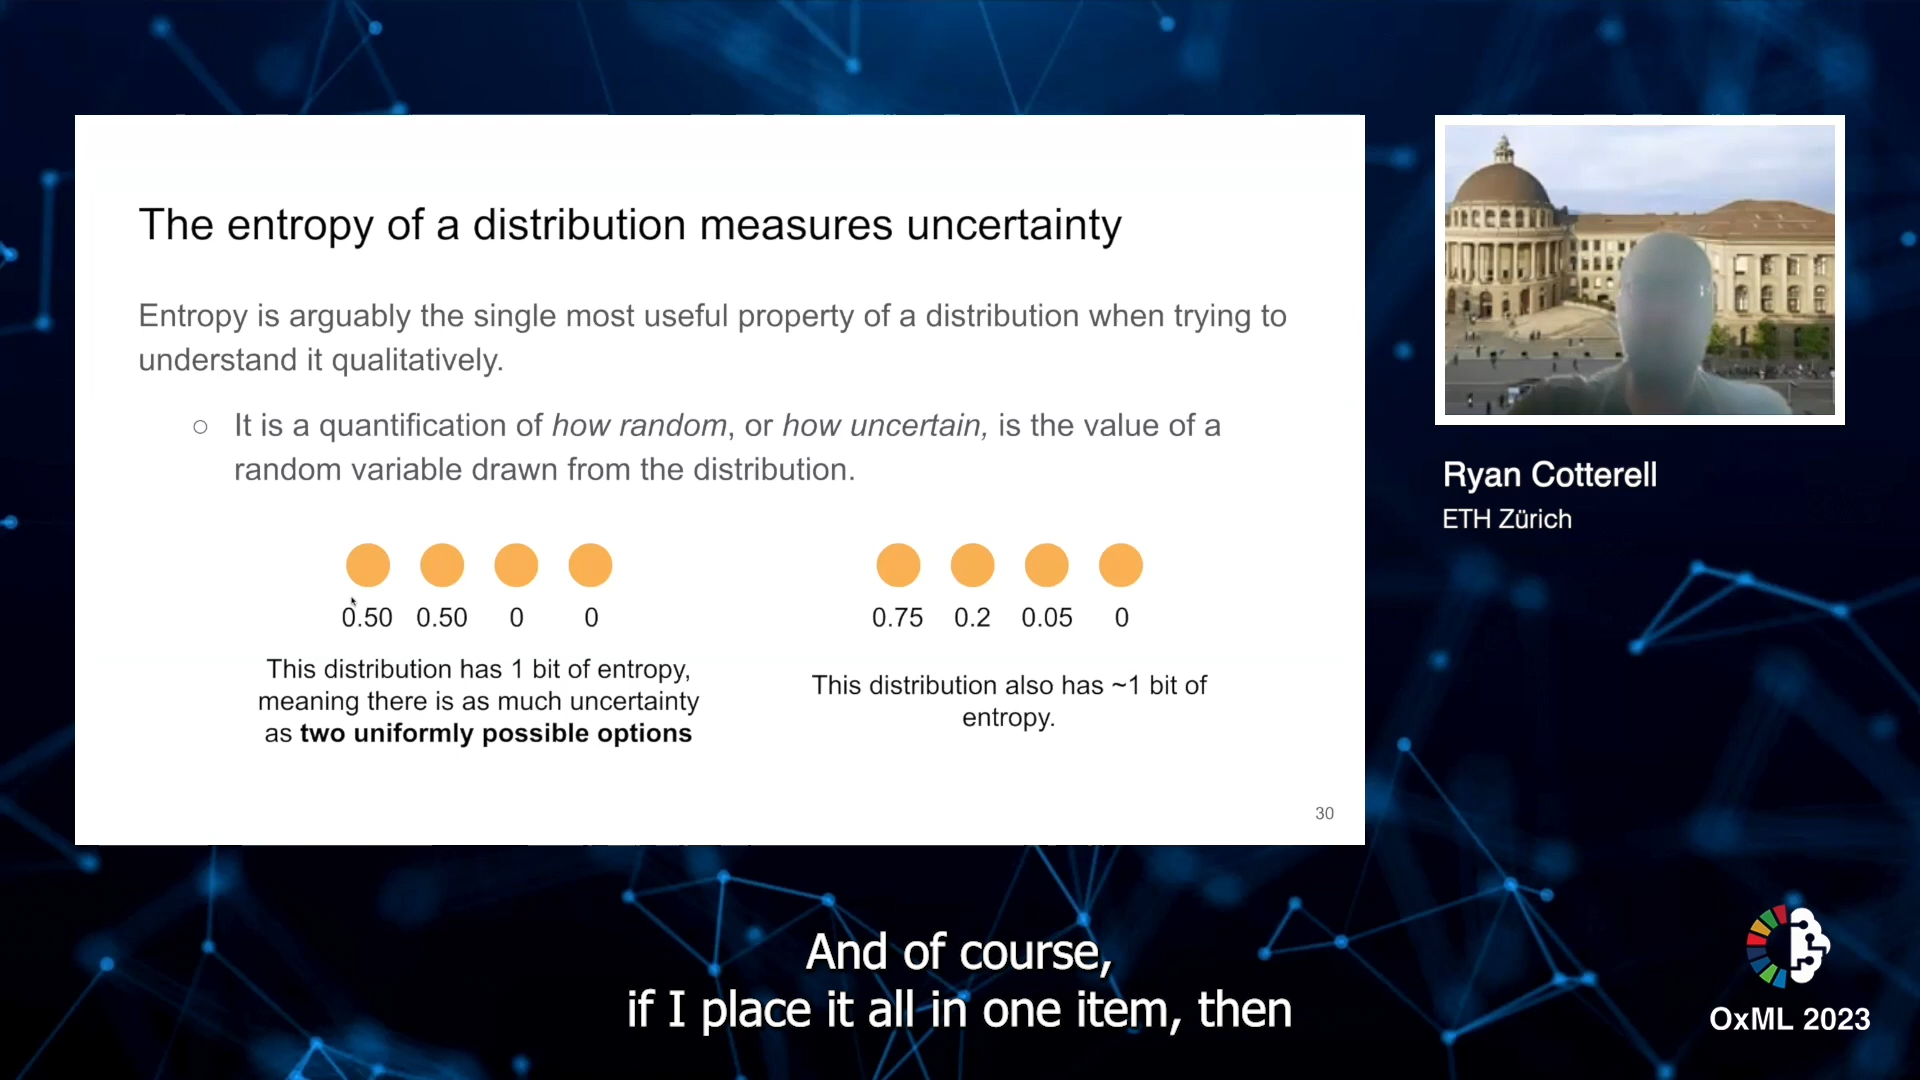 The entropy of a distribution measures uncertainty
Entropy is arguably the single most useful property of a distribution when trying to
understand it qualitatively.
○ It is a quantification of how random, or how uncertain, is the value of a
random variable drawn from the distribution.
0.50 0.50 0 0
This distribution has 1 bit of entropy,
meaning there is as much uncertainty
as two uniformly possible options
0.75 0.2 0.05 0
This distribution also has ~1 bit of
entropy.
30
Ryan Cotterell
ETH Zürich
And of course,
if I place it all in one item, then
OxML 2023